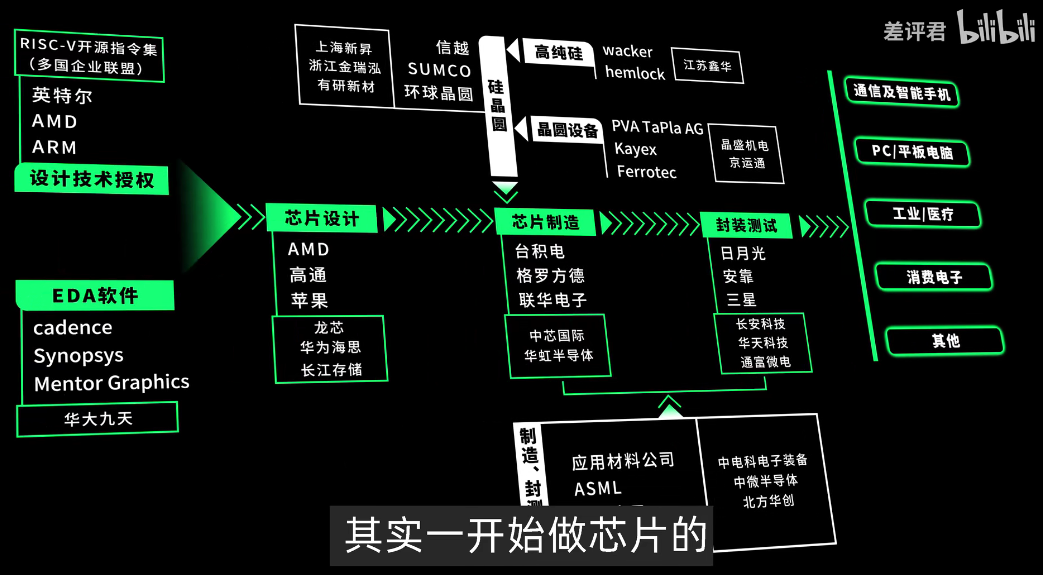 差评君 bilibili
RISC-V开源指令集
（多国企业联盟）
英特尔
AMD
ARM
设计技术授权
EDA软件
cadence
Synopsys
Mentor Graphics
华大九天
芯片设计
AMD
高通
苹果
龙芯
华为海思
长江存储
上海新昇
浙江金瑞泓
有研新材
信越
SUMCO
环球晶圆
硅晶圆
高纯硅
wacker
hemlock
江苏鑫华
晶圆设备
PVA TaPla AG
Kayex
Ferrotec
晶盛机电
京运通
芯片制造
台积电
格罗方德
联华电子
中芯国际
华虹半导体
封装测试
日月光
安靠
三星
长安科技
华天科技
通富微电
制造、封测
应用材料公司
ASML
中电科电子装备
中微半导体
北方华创
通信及智能手机
PC/平板电脑
工业|医疗
消费电子
其他
其实一开始做芯片的